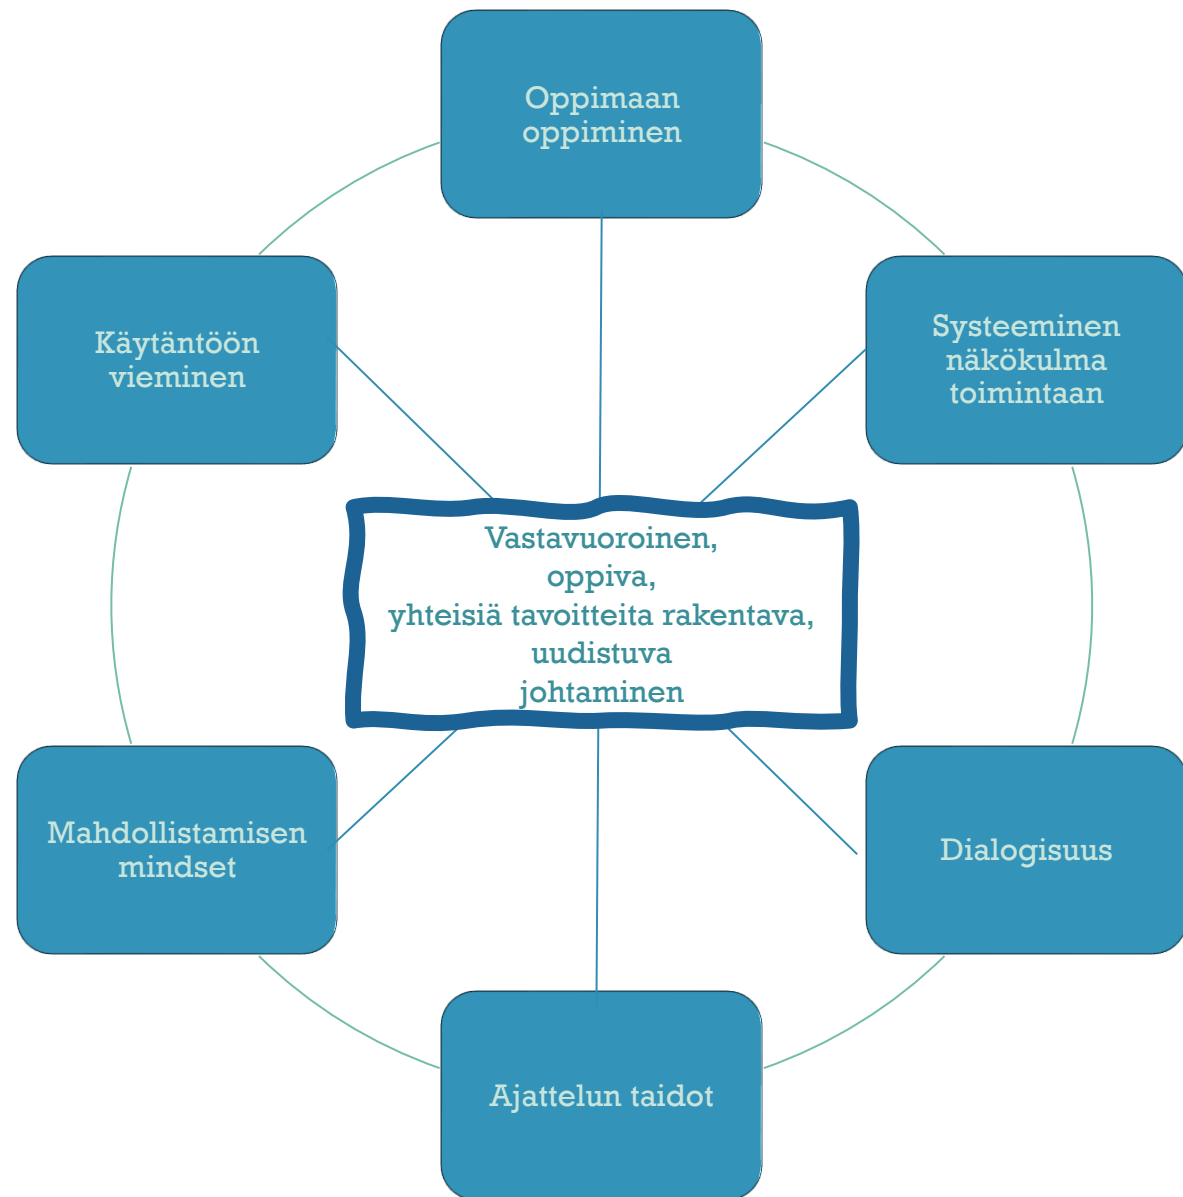 Oppimaan
oppiminen
Käytäntöön
vieminen
Systeeminen
näkökulma
toimintaan
Vastavuoroinen,
oppiva,
yhteisiä tavoitteita rakentava,
uudistuva
johtaminen
Mahdollistamisen
mindset
Dialogisuus
Ajattelun taidot